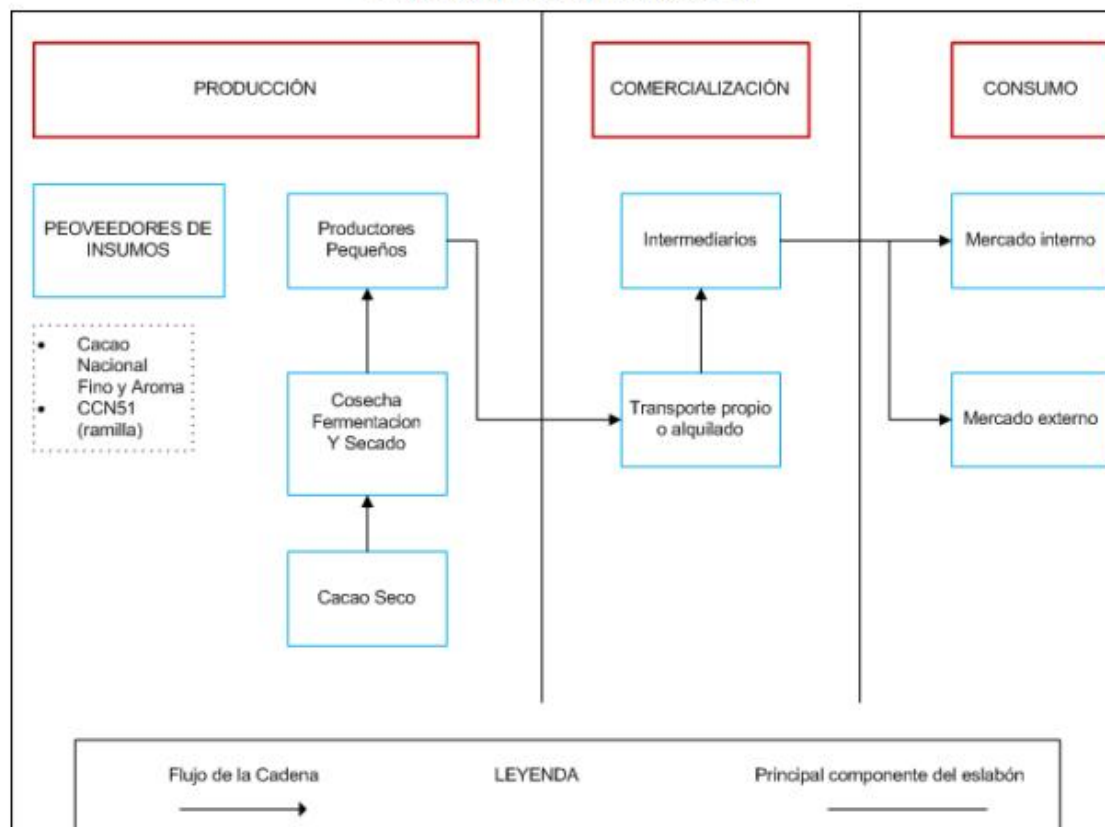 PRODUCCIÓN
COMERCIALIZACIÓN
CONSUMO
PEOVEEDORES DE
INSUMOS
Productores
Pequeños
Intermediarios
Mercado interno
• Cacao
Nacional
Fino y Aroma
• CCN51
(ramilla)
Cosecha
Fermentacion
Y Secado
Transporte propio
o alquilado
Mercado externo
Cacao Seco
Flujo de la Cadena
LEYENDA
Principal componente del eslabón